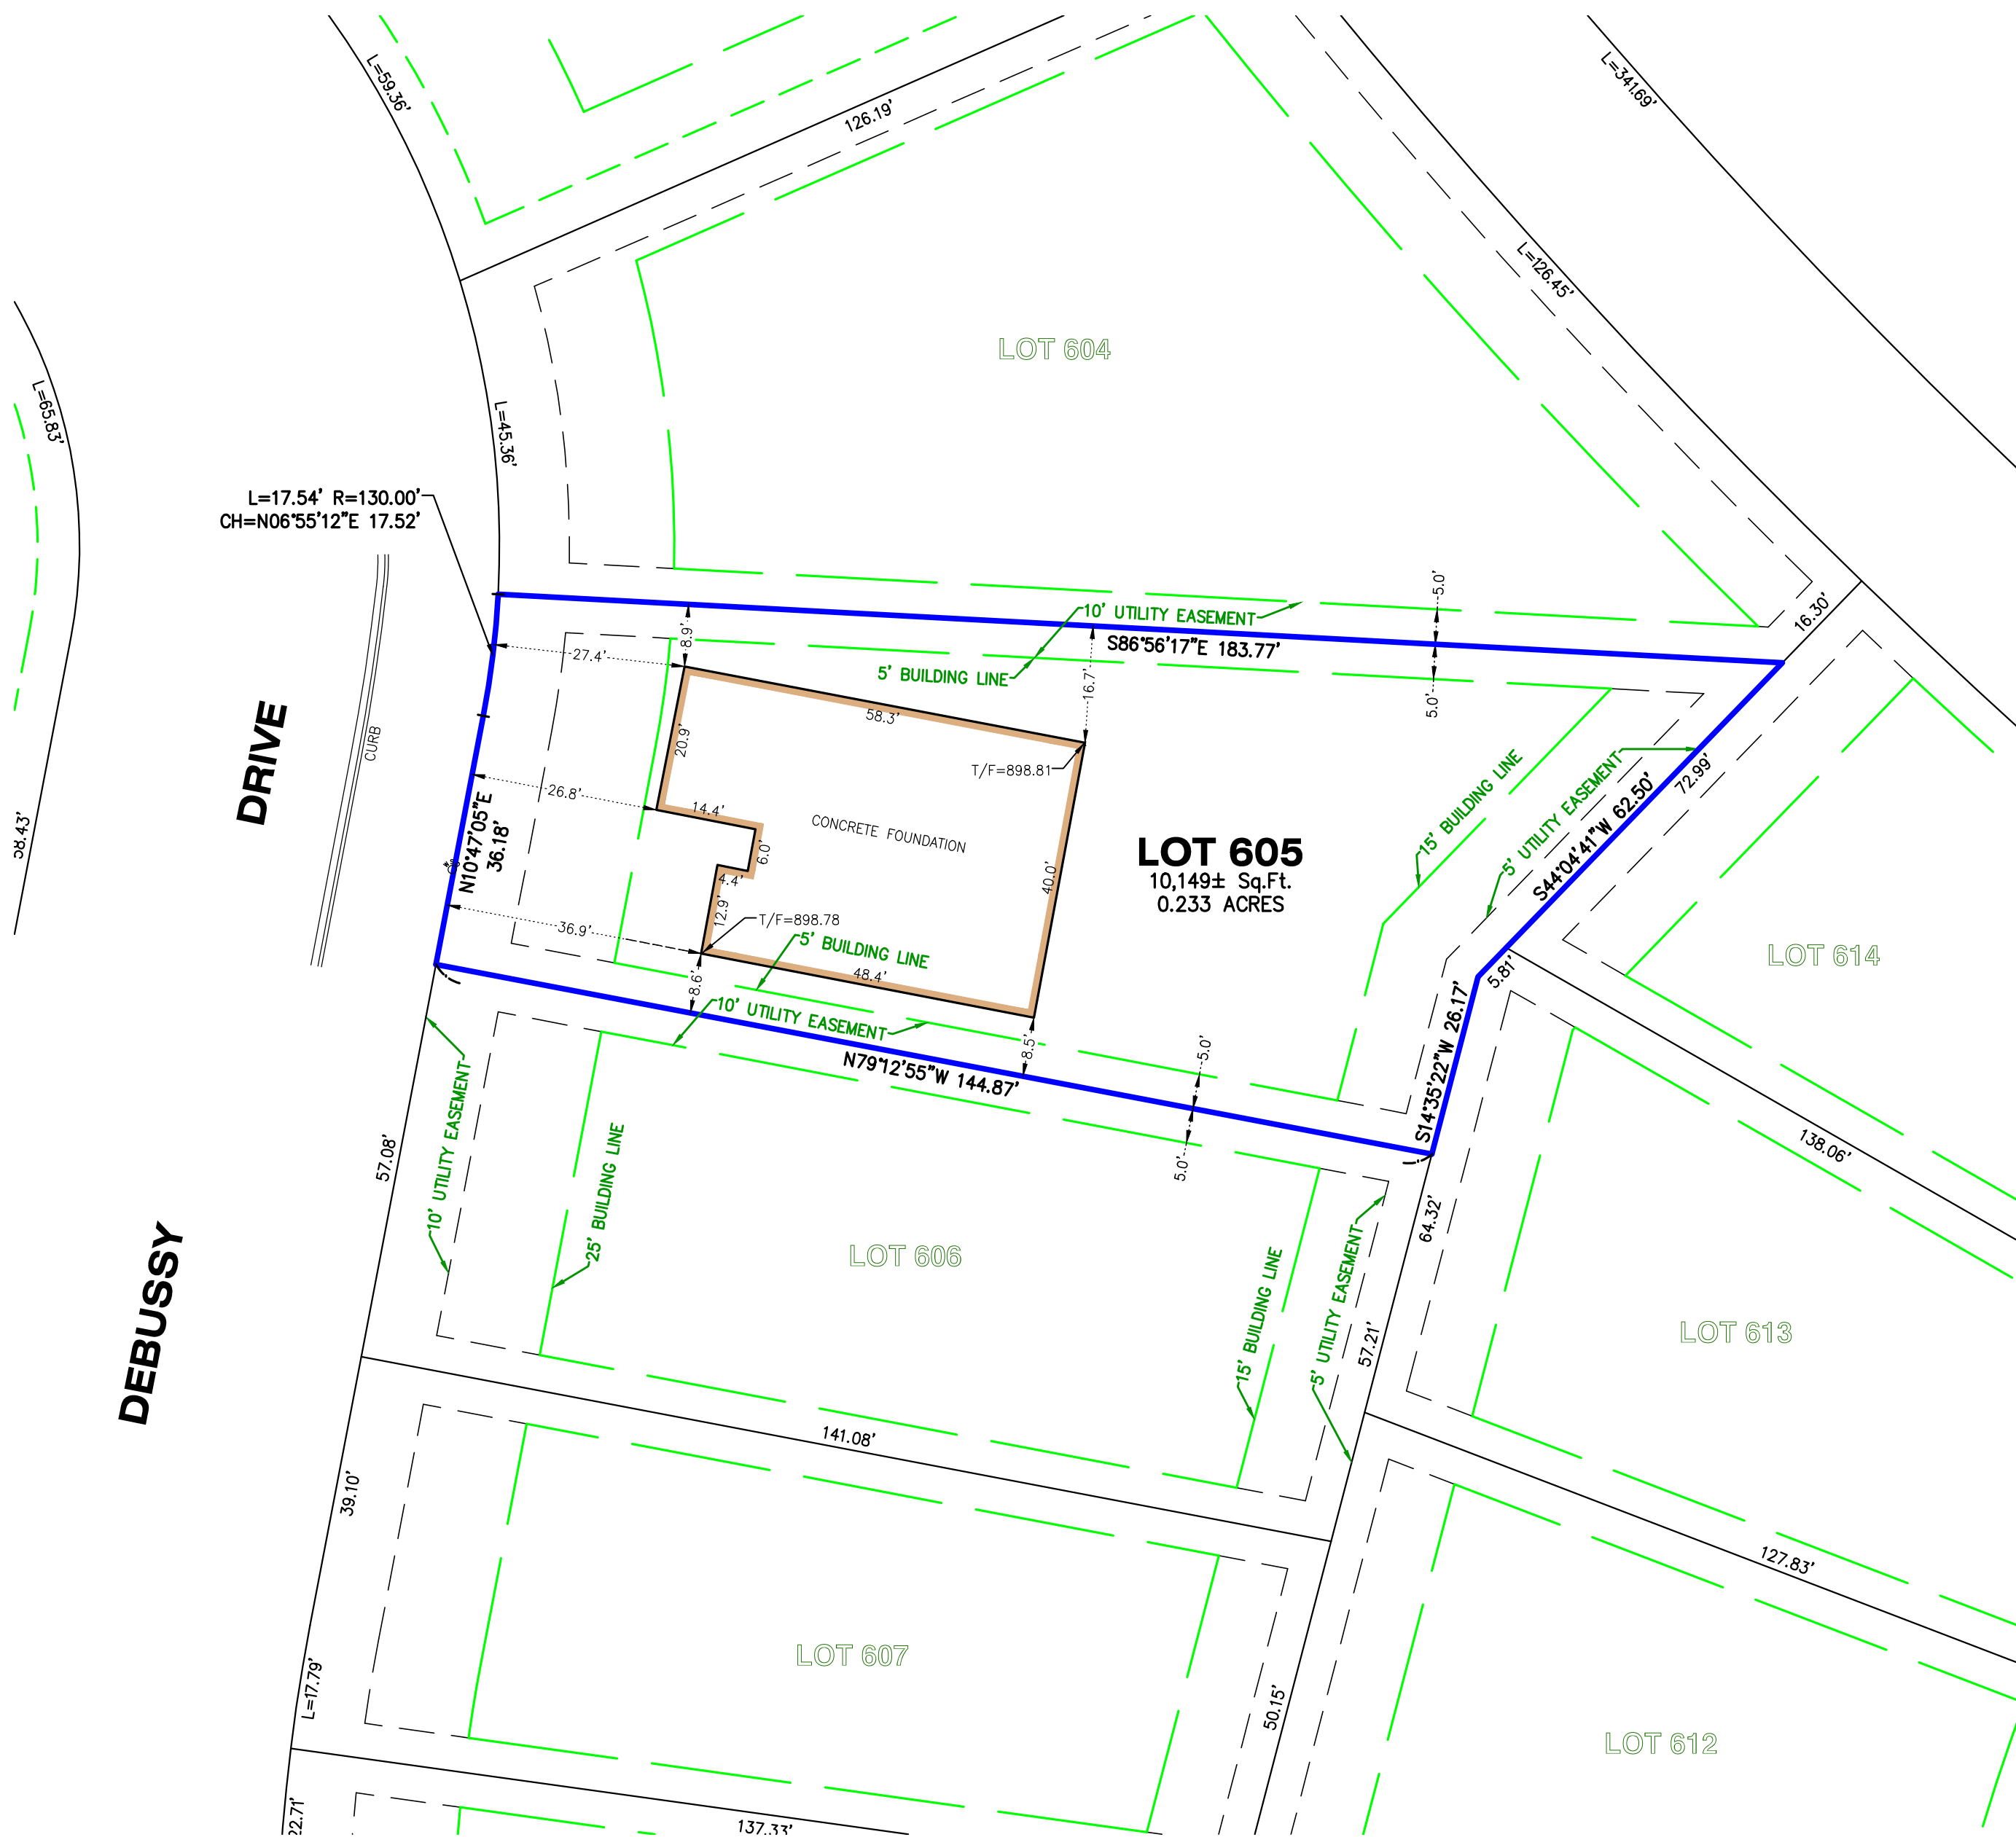 L=59.36'
126.19'
L=341.69'
L=126.45'
LOT 604
L=65.83'
L=45.36'
L=17.54' R=130.00'
CH=N06°55'12"E 17.52'
5.0'
10' UTILITY EASEMENT
16.30'
S86°56'17"E 183.77'
8.9'
27.4'
5' BUILDING LINE
16.7'
5.0'
58.3'
20.9'
DRIVE
CURB
T/F=898.81
15' BUILDING LINE
5' UTILITY EASEMENT
72.99'
26.8'
14.4'
CONCRETE FOUNDATION
N10°47'05"E
36.18'
6.0'
4.4'
40.0'
LOT 605
10,149± Sq.Ft.
0.233 ACRES
S44°04'41"W 62.50'
58.43'
12.9'
T/F=898.78
36.9'
5' BUILDING LINE
48.4'
LOT 614
5.81'
8.6'
10' UTILITY EASEMENT
S14°35'22"W 26.17'
8.5'
5.0'
N79°12'55"W 144.87'
10' UTILITY EASEMENT
57.08'
5.0'
138.06'
25' BUILDING LINE
64.32'
LOT 606
15' BUILDING LINE
5' UTILITY EASEMENT
57.21'
LOT 613
DEBUSSY
141.08'
39.10'
127.83'
LOT 607
L=17.79'
50.15'
LOT 612
22.71'
137.33'